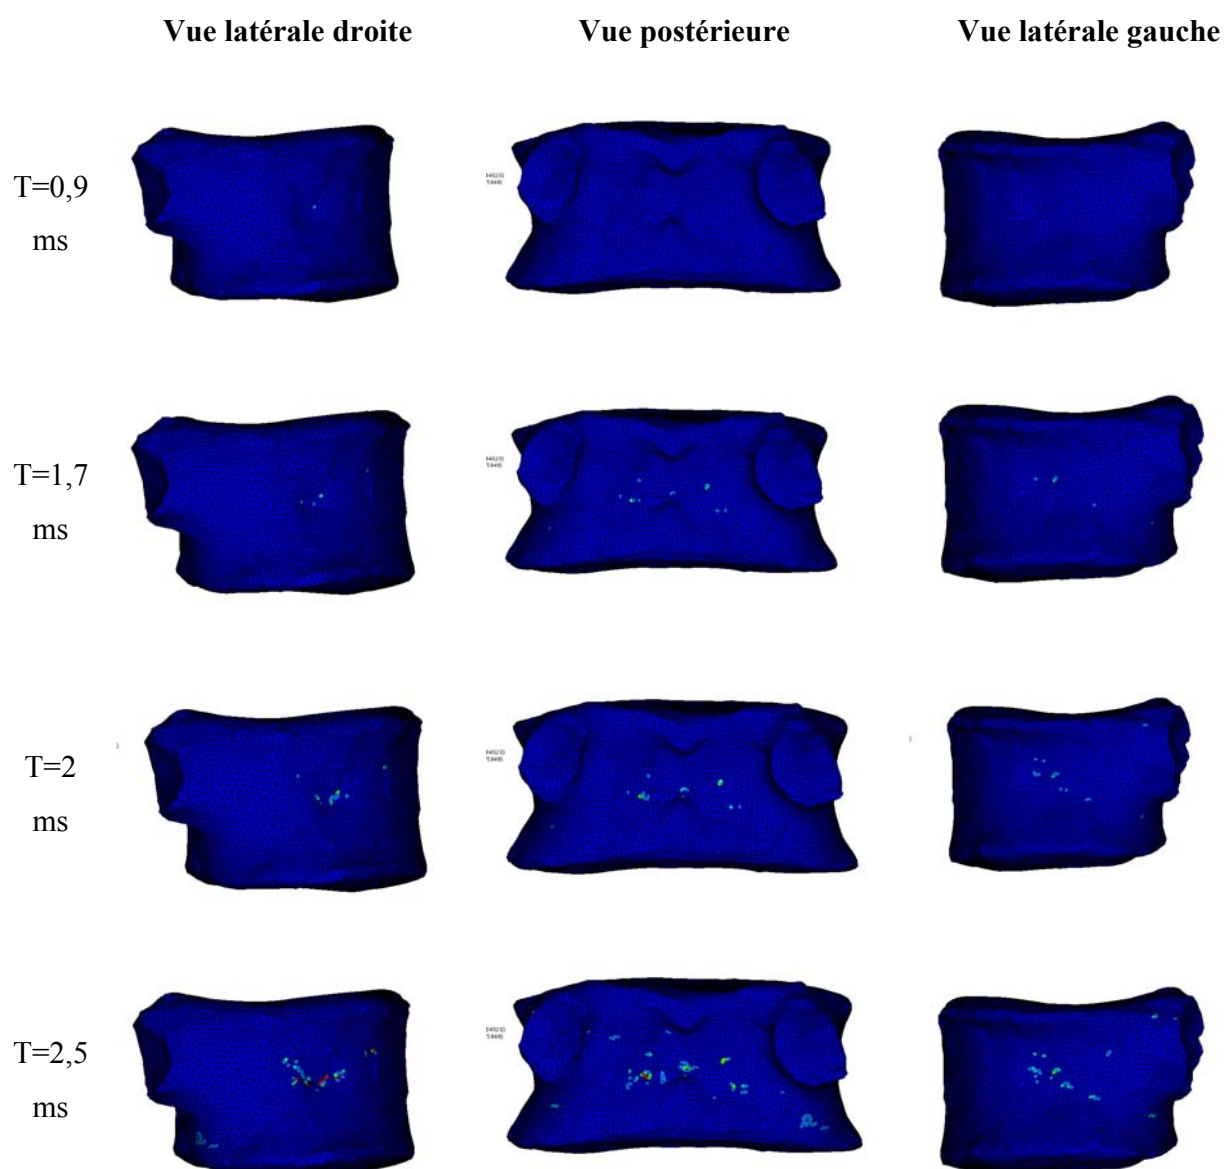 Vue latérale droite Vue postérieure Vue latérale gauche
T=0,9
ms
T=1,7
ms
T=2
ms
T=2,5
ms